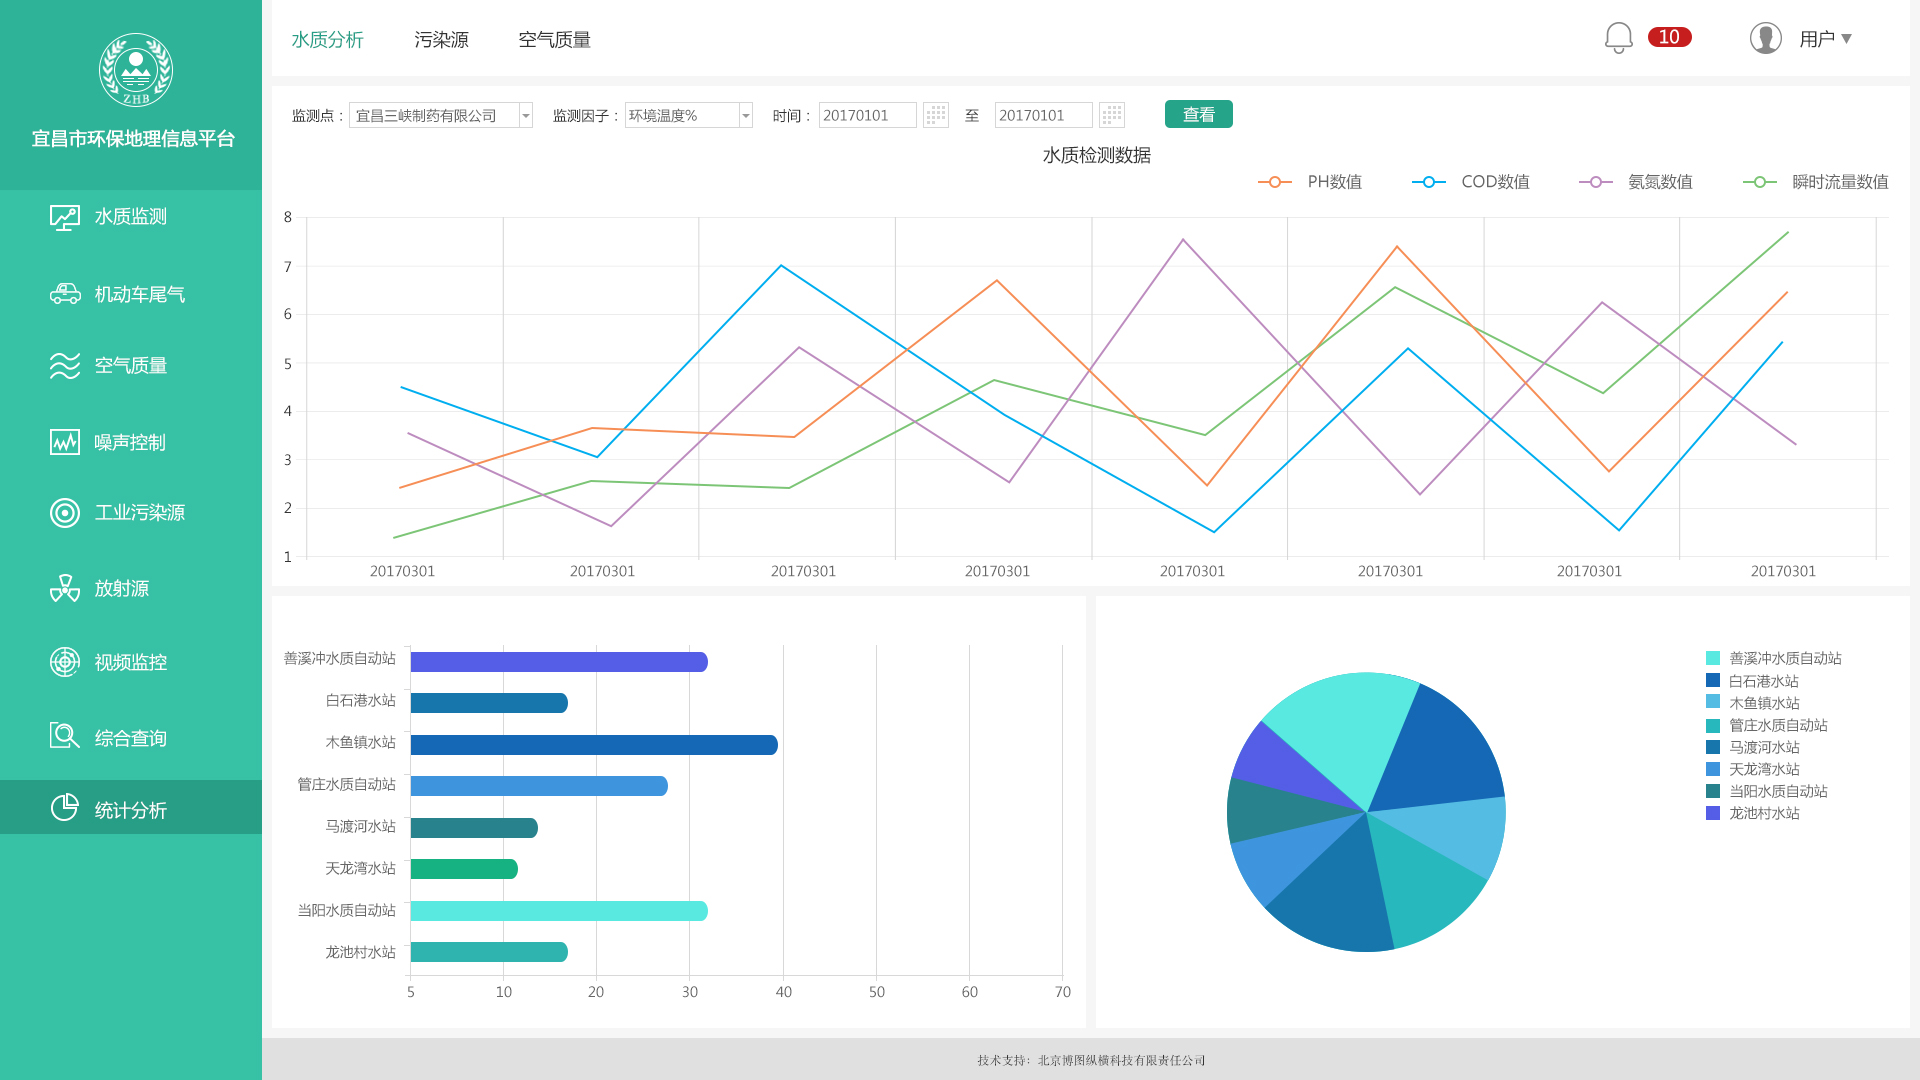 ZHB
宜昌市环保地理信息平台
水质监测
机动车尾气
空气质量
噪声控制
工业污染源
放射源
视频监控
综合查询
统计分析
水质分析 污染源 空气质量
10 用户
监测点： 宜昌三峡制药有限公司 监测因子： 环境温度% 时间： 20170101 至 20170101 查看
水质检测数据
PH数值 COD数值 氨氮数值 瞬时流量数值
8
7
6
5
4
3
2
1
20170301 20170301 20170301 20170301 20170301 20170301 20170301 20170301
善溪冲水质自动站
白石港水站
木鱼镇水站
管庄水质自动站
马渡河水站
天龙湾水站
当阳水质自动站
龙池村水站
5 10 20 30 40 50 60 70
善溪冲水质自动站
白石港水站
木鱼镇水站
管庄水质自动站
马渡河水站
天龙湾水站
当阳水质自动站
龙池村水站
技术支持：北京博图纵横科技有限责任公司